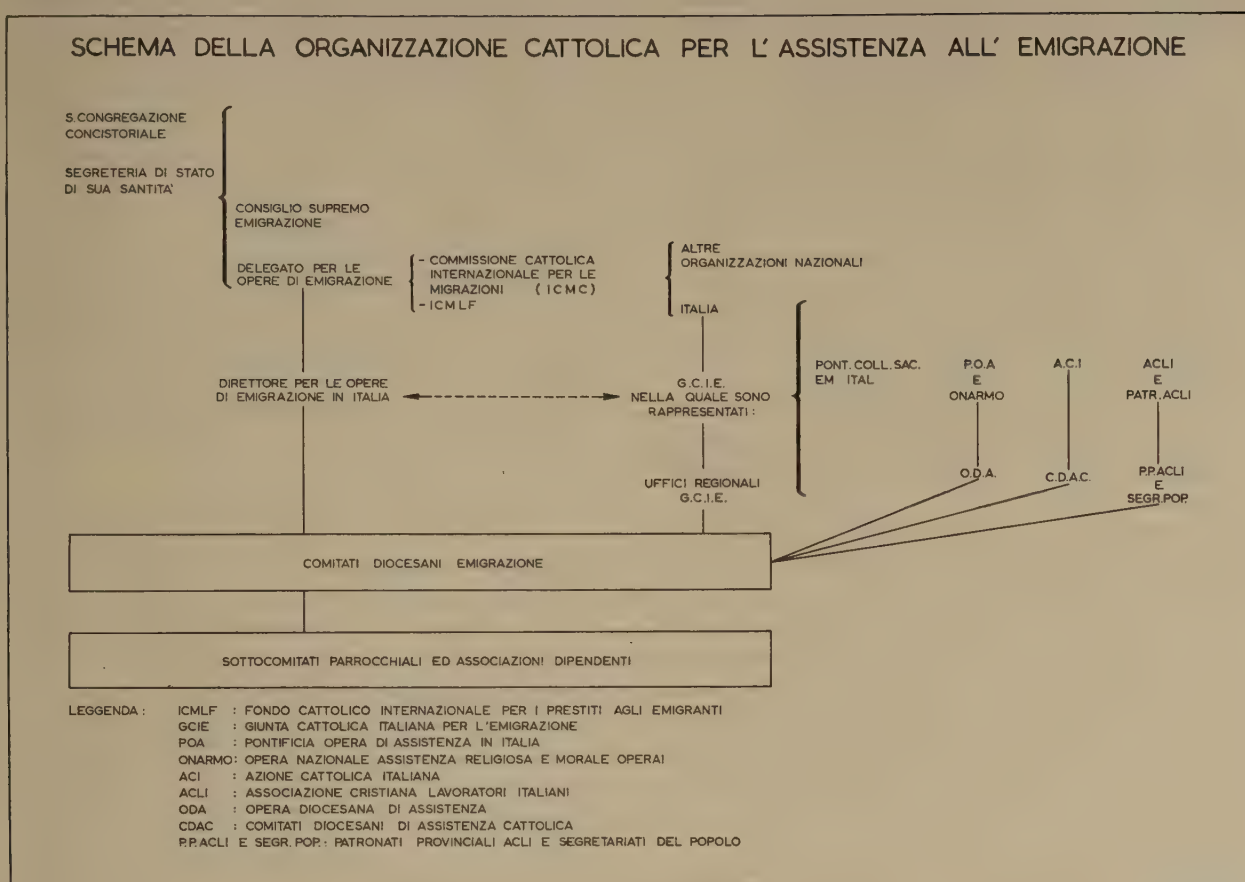 SCHEMA DELLA ORGANIZZAZIONE CATTOLICA PER L'ASSISTENZA ALL' EMIGRAZIONE
S. CONGREGAZIONE
CONCISTORIALE
SEGRETERIA DI STATO
DI SUA SANTITA'
CONSIGLIO SUPREMO
EMIGRAZIONE
DELEGATO PER LE
OPERE DI EMIGRAZIONE
- COMMISSIONE CATTOLICA
INTERNAZIONALE PER LE
MIGRAZIONI (ICMC)
- ICMLF
ALTRE
ORGANIZZAZIONI NAZIONALI
ITALIA
DIRETTORE PER LE OPERE
DI EMIGRAZIONE IN ITALIA
G.C.I.E.
NELLA QUALE SONO
RAPPRESENTATI:
PONT. COLL. SAC.
EM ITAL
P.O.A
E
ONARMO
A.C.I
ACLI
E
PATR. ACLI
UFFICI REGIONALI
G.C.I.E.
O.D.A.
C.D.A.C.
P.P.ACLI
E
SEGR.POP.
COMITATI DIOCESANI EMIGRAZIONE
SOTTOCOMITATI PARROCCHIALI ED ASSOCIAZIONI DIPENDENTI
LEGGENDA: ICMLF : FONDO CATTOLICO INTERNAZIONALE PER I PRESTITI AGLI EMIGRANTI
GCIE : GIUNTA CATTOLICA ITALIANA PER L'EMIGRAZIONE
POA : PONTIFICIA OPERA DI ASSISTENZA IN ITALIA
ONARMO: OPERA NAZIONALE ASSISTENZA RELIGIOSA E MORALE OPERAI
ACI : AZIONE CATTOLICA ITALIANA
ACLI : ASSOCIAZIONE CRISTIANA LAVORATORI ITALIANI
ODA : OPERA DIOCESANA DI ASSISTENZA
CDAC : COMITATI DIOCESANI DI ASSISTENZA CATTOLICA
P.P.ACLI E SEGR. POP.: PATRONATI PROVINCIALI ACLI E SEGRETARIATI DEL POPOLO